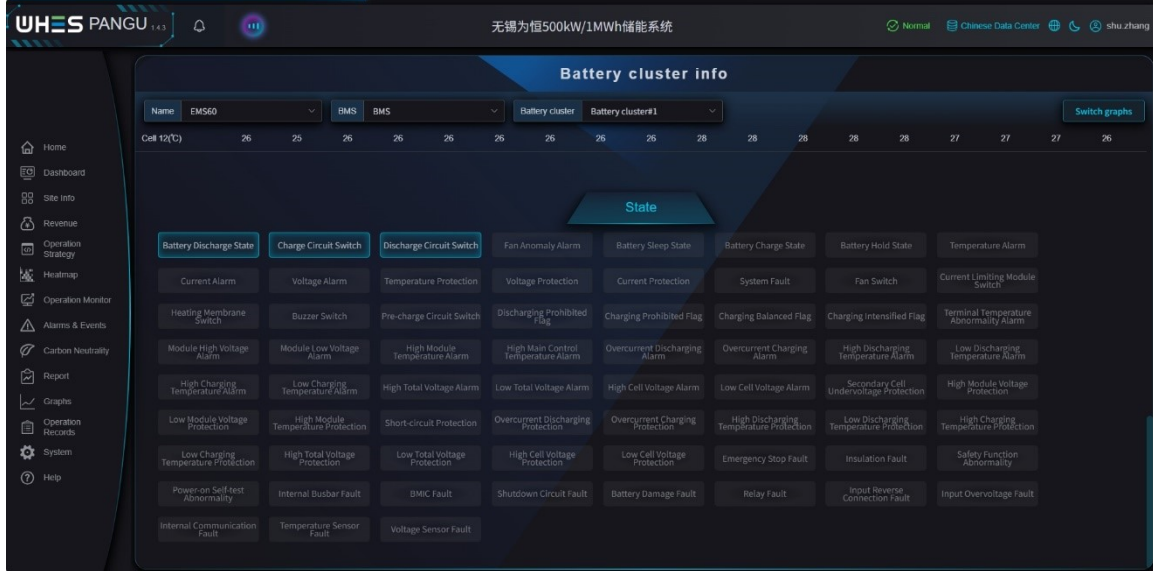 WHES PANGU 1.4.3
无锡为恒500kW/1MWh储能系统
Normal
Chinese Data Center
shu.zhang
Battery cluster info
Name EMS60 BMS BMS Battery cluster Battery cluster#1 Switch graphs
Cell 12(℃) 26 25 26 26 26 26 26 26 26 28 28 28 28 28 27 27 27 26
Home
Dashboard
Site Info
Revenue
Operation
Strategy
Heatmap
Operation Monitor
Alarms & Events
Carbon Neutrality
Report
Graphs
Operation
Records
System
Help
State
Battery Discharge State
Charge Circuit Switch
Discharge Circuit Switch
Fan Anomaly Alarm
Battery Sleep State
Battery Charge State
Battery Hold State
Temperature Alarm
Current Alarm
Voltage Alarm
Temperature Protection
Voltage Protection
Current Protection
System Fault
Fan Switch
Current Limiting Module
Switch
Heating Membrane
Switch
Buzzer Switch
Pre-charge Circuit Switch
Discharging Prohibited
Flag
Charging Prohibited Flag
Charging Balanced Flag
Charging Intensified Flag
Terminal Temperature
Abnormality Alarm
Module High Voltage
Alarm
Module Low Voltage
Alarm
High Module
Temperature Alarm
High Main Control
Temperature Alarm
Overcurrent Discharging
Alarm
Overcurrent Charging
Alarm
High Discharging
Temperature Alarm
Low Discharging
Temperature Alarm
High Charging
Temperature Alarm
Low Charging
Temperature Alarm
High Total Voltage Alarm
Low Total Voltage Alarm
High Cell Voltage Alarm
Low Cell Voltage Alarm
Secondary Cell
Undervoltage Protection
High Module Voltage
Protection
Low Module Voltage
Protection
High Module
Temperature Protection
Short-circuit Protection
Overcurrent Discharging
Protection
Overcurrent Charging
Protection
High Discharging
Temperature Protection
Low Discharging
Temperature Protection
High Charging
Temperature Protection
Low Charging
Temperature Protection
High Total Voltage
Protection
Low Total Voltage
Protection
High Cell Voltage
Protection
Low Cell Voltage
Protection
Emergency Stop Fault
Insulation Fault
Safety Function
Abnormality
Power-on Self-test
Abnormality
Internal Busbar Fault
BMIC Fault
Shutdown Circuit Fault
Battery Damage Fault
Relay Fault
Input Reverse
Connection Fault
Input Overvoltage Fault
Internal Communication
Fault
Temperature Sensor
Fault
Voltage Sensor Fault